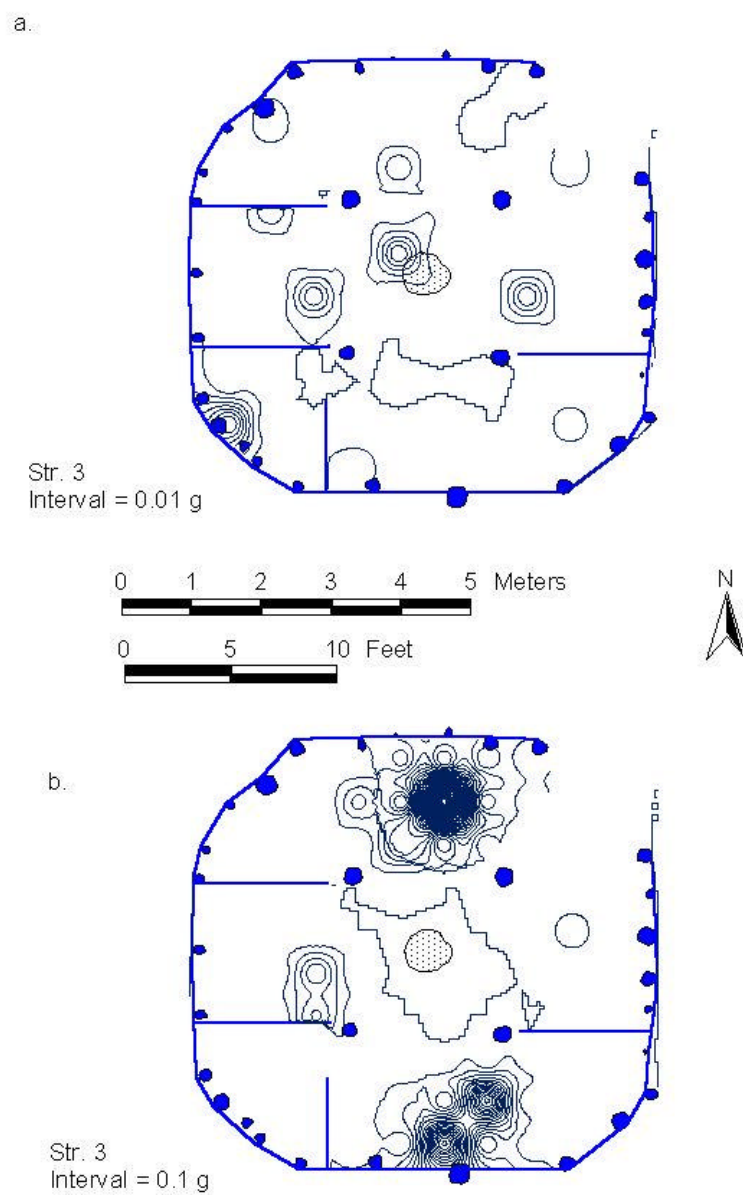 a.
Str. 3
Interval = 0.01 g
0 1 2 3 4 5 Meters
N
0 5 10 Feet
b.
Str. 3
Interval = 0.1 g